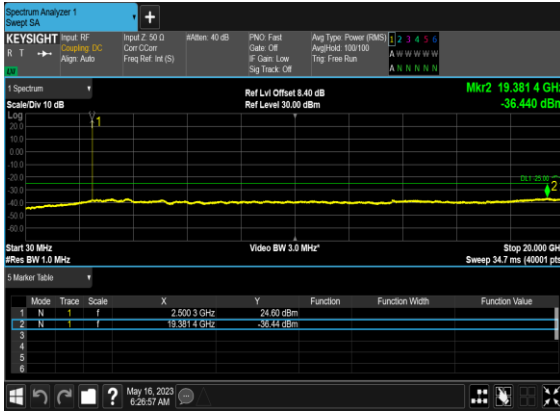 Spectrum Analyzer 1
Swept SA
+
KEYSIGHT Input: RF Input Z: 50 Ω #Atten: 40 dB PNO: Fast Avg Type: Power (RMS) 1 2 3 4 5 6
R T Coupling: DC Corr CCorr Gate: Off Avg|Hold: 100/100 A W W W W W
Align: Auto Freq Ref: Int (S) IF Gain: Low Trig: Free Run
LV Sig Track: Off A N N N N N
1 Spectrum Ref Lvl Offset 8.40 dB Mkr2 19.381 4 GHz
Scale/Div 10 dB Ref Level 30.00 dBm -36.440 dBm
Log
20.0
1
10.0
0.00
-10.0
-20.0
DL1 -25.00
-30.0
2
-40.0
-50.0
-60.0
Start 30 MHz Video BW 3.0 MHz* Stop 20.000 GH
#Res BW 1.0 MHz Sweep 34.7 ms (40001 pts
5 Marker Table
Mode Trace Scale X Y Function Function Width Function Value
1 N 1 f 2.500 3 GHz 24.60 dBm
2 N 1 f 19.381 4 GHz -36.44 dBm
3
4
5
6
? May 16, 2023
6:26:57 AM